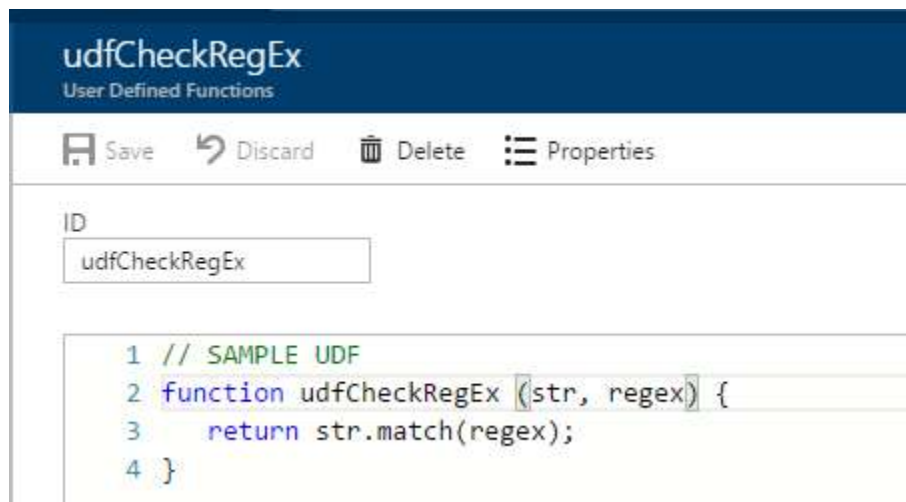 udfCheckRegEx
User Defined Functions
Save Discard Delete Properties
ID
udfCheckRegEx
1 // SAMPLE UDF
2 function udfCheckRegEx (str, regex) {
3 return str.match(regex);
4 }